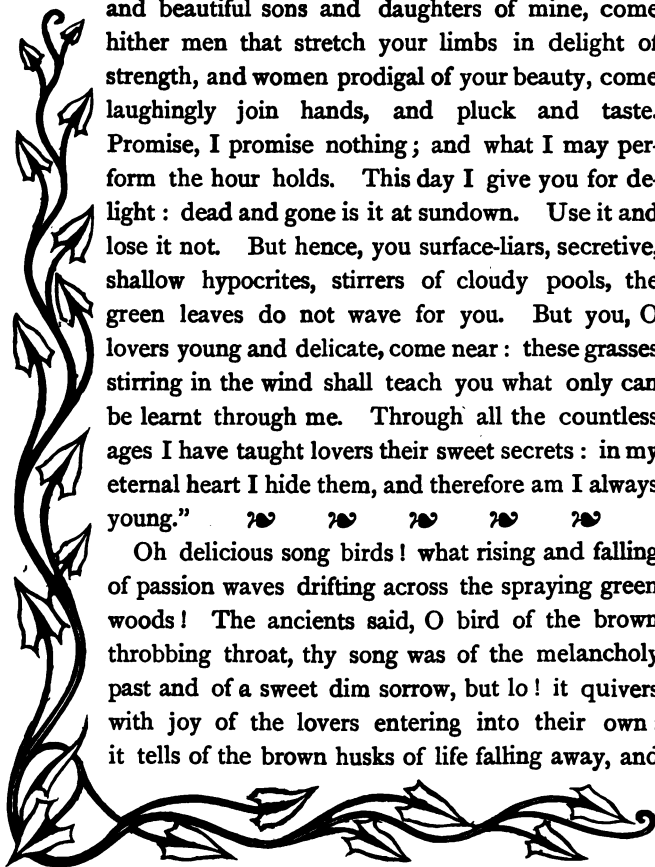 and beautiful sons and daughters of mine, come
hither men that stretch your limbs in delight of
strength, and women prodigal of your beauty, come
laughingly join hands, and pluck and taste.
Promise, I promise nothing; and what I may per-
form the hour holds. This day I give you for de-
light: dead and gone is it at sundown. Use it and
lose it not. But hence, you surface-liars, secretive,
shallow hypocrites, stirrers of cloudy pools, the
green leaves do not wave for you. But you, O
lovers young and delicate, come near: these grasses
stirring in the wind shall teach you what only can
be learnt through me. Through all the countless
ages I have taught lovers their sweet secrets: in my
eternal heart I hide them, and therefore am I always
young."
Oh delicious song birds! what rising and falling
of passion waves drifting across the spraying green
woods! The ancients said, O bird of the brown
throbbing throat, thy song was of the melancholy
past and of a sweet dim sorrow, but lo! it quivers
with joy of the lovers entering into their own:
it tells of the brown husks of life falling away, and